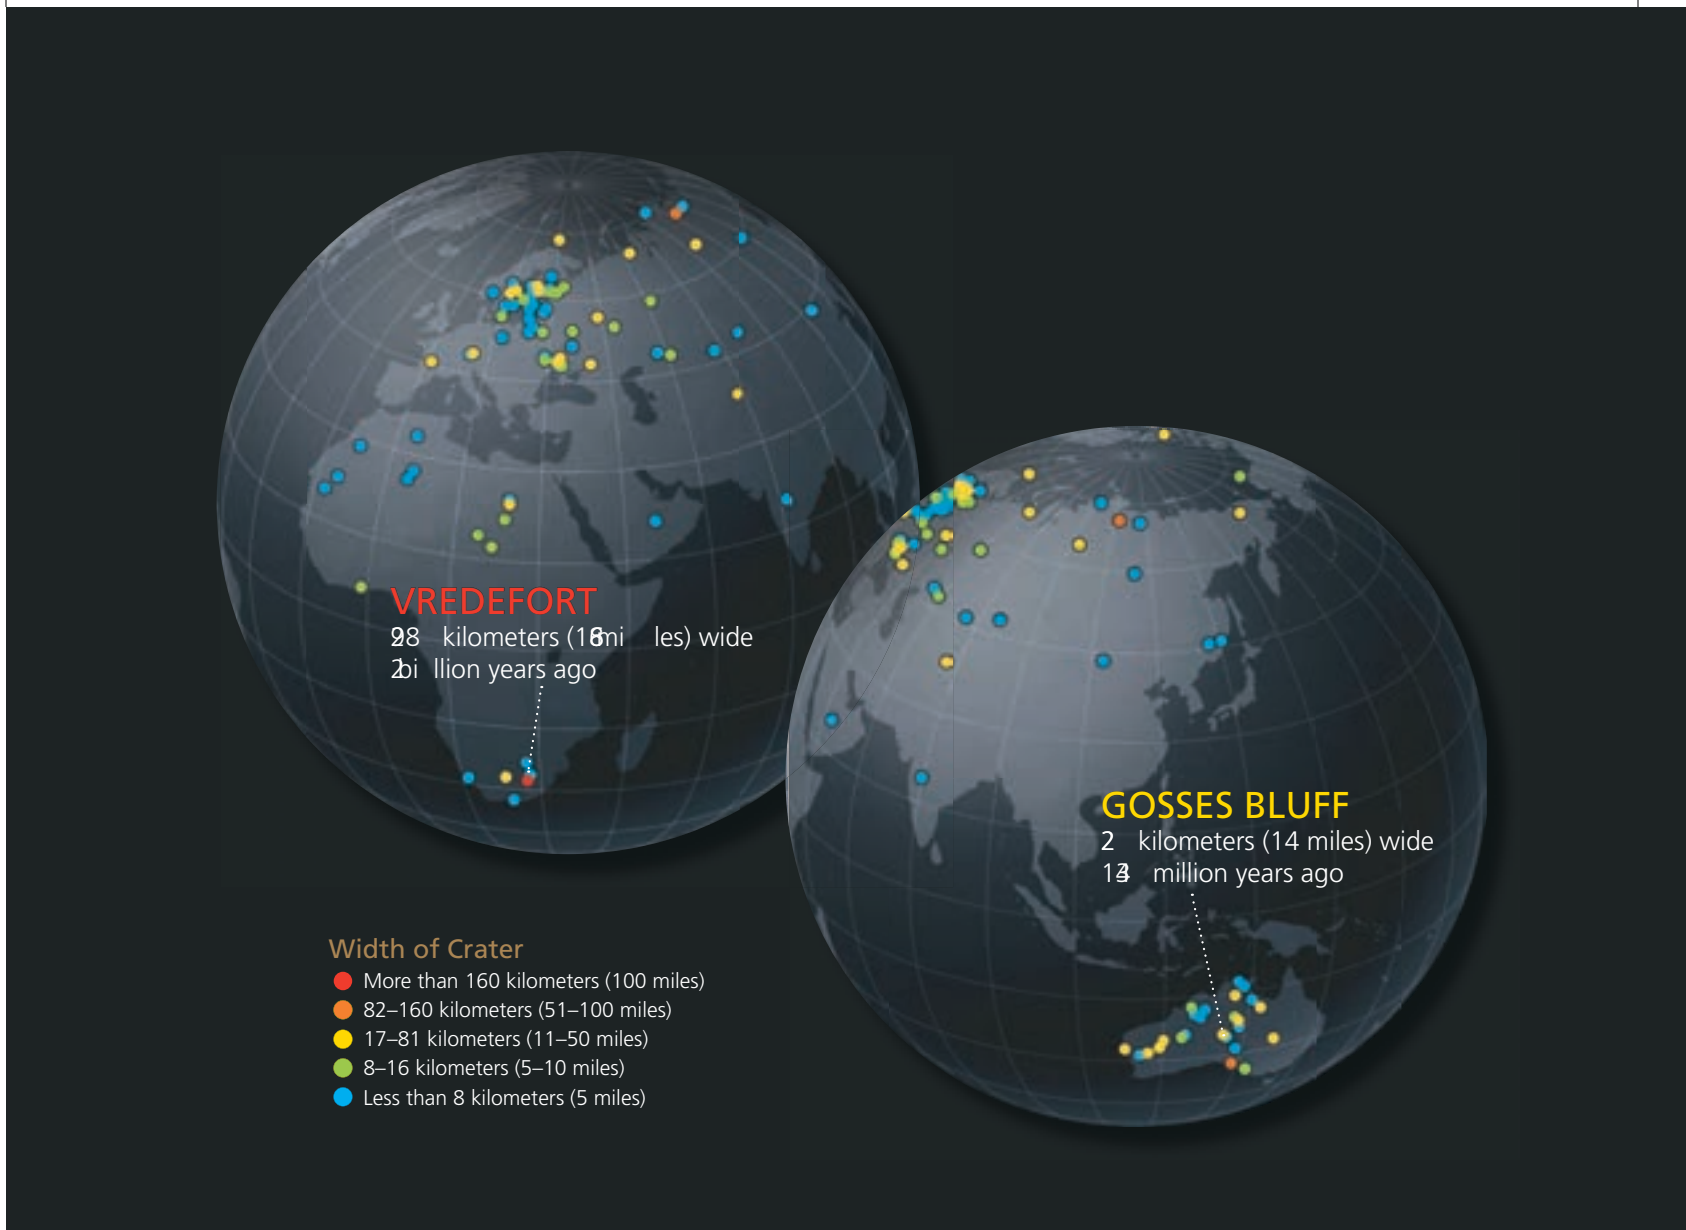 VREDEFORT
kilometers ( les) wide
llion years ago
GOSSES BLUFF
2 kilometers (14 miles) wide
million years ago
Width of Crater
More than 160 kilometers (100 miles)
82–160 kilometers (51–100 miles)
17–81 kilometers (11–50 miles)
8–16 kilometers (5–10 miles)
Less than 8 kilometers (5 miles)